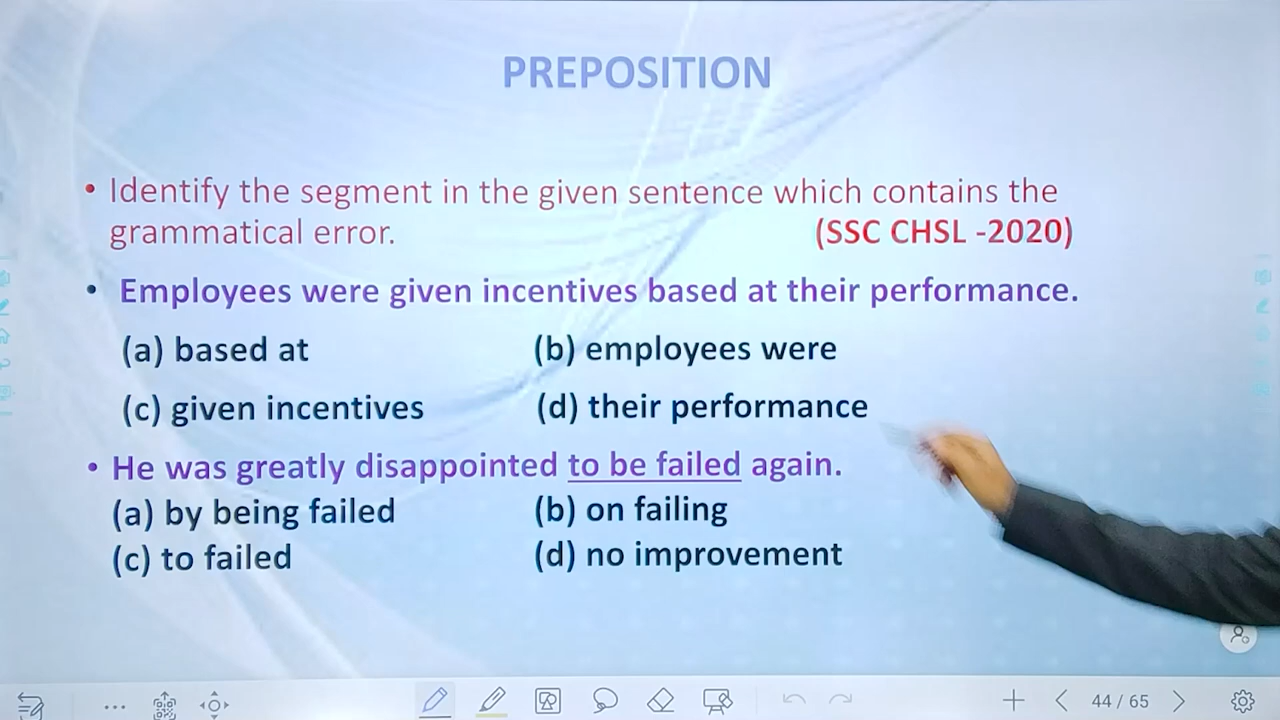 PREPOSITION
• Identify the segment in the given sentence which contains the
grammatical error. (SSC CHSL -2020)
• Employees were given incentives based at their performance.
(a) based at (b) employees were
(c) given incentives (d) their performance
• He was greatly disappointed to be failed again.
(a) by being failed (b) on failing
(c) to failed (d) no improvement
44 / 65